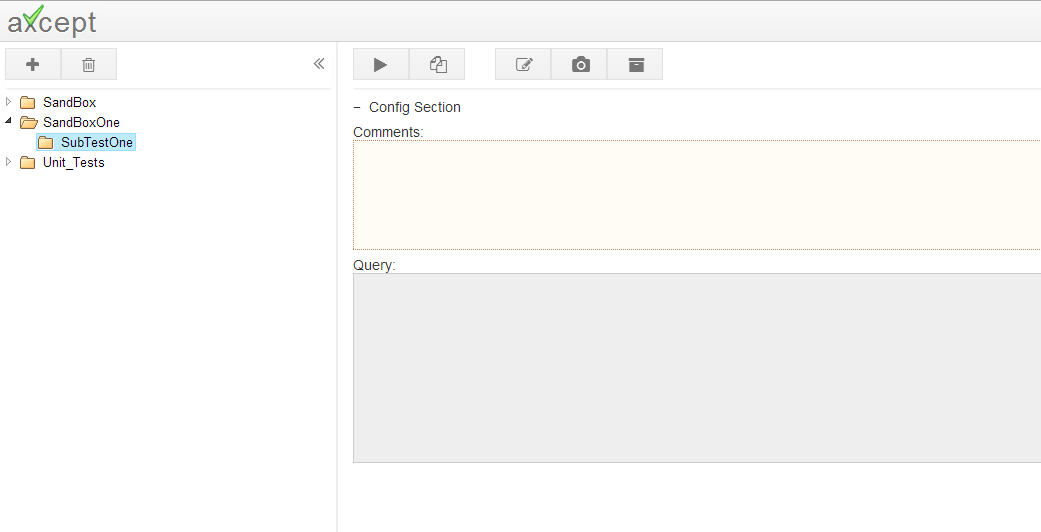 axcept
SandBox
SandBoxOne
SubTestOne
Unit_Tests
− Config Section
Comments:
Query: